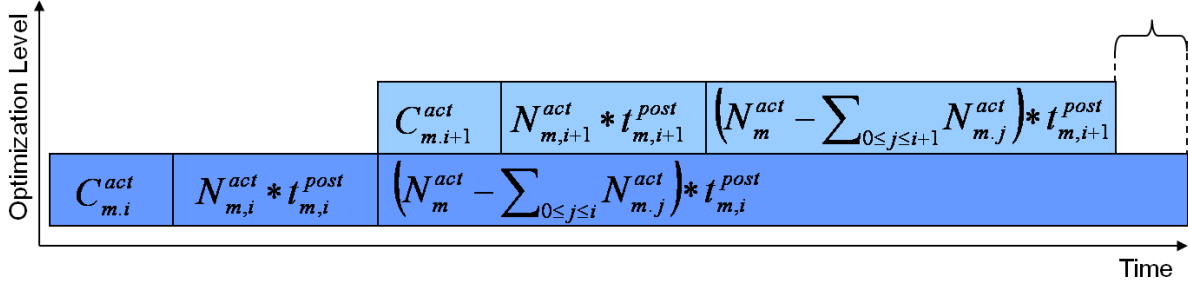 Optimization Level
C^{act}_{m.i+1} N^{act}_{m,i+1} * t^{post}_{m,i+1} (N^{act}_{m} − ∑_{0≤j≤i+1} N^{act}_{m.j}) * t^{post}_{m,i+1}
C^{act}_{m.i} N^{act}_{m,i} * t^{post}_{m,i} (N^{act}_{m} − ∑_{0≤j≤i} N^{act}_{m.j}) * t^{post}_{m,i}
Time